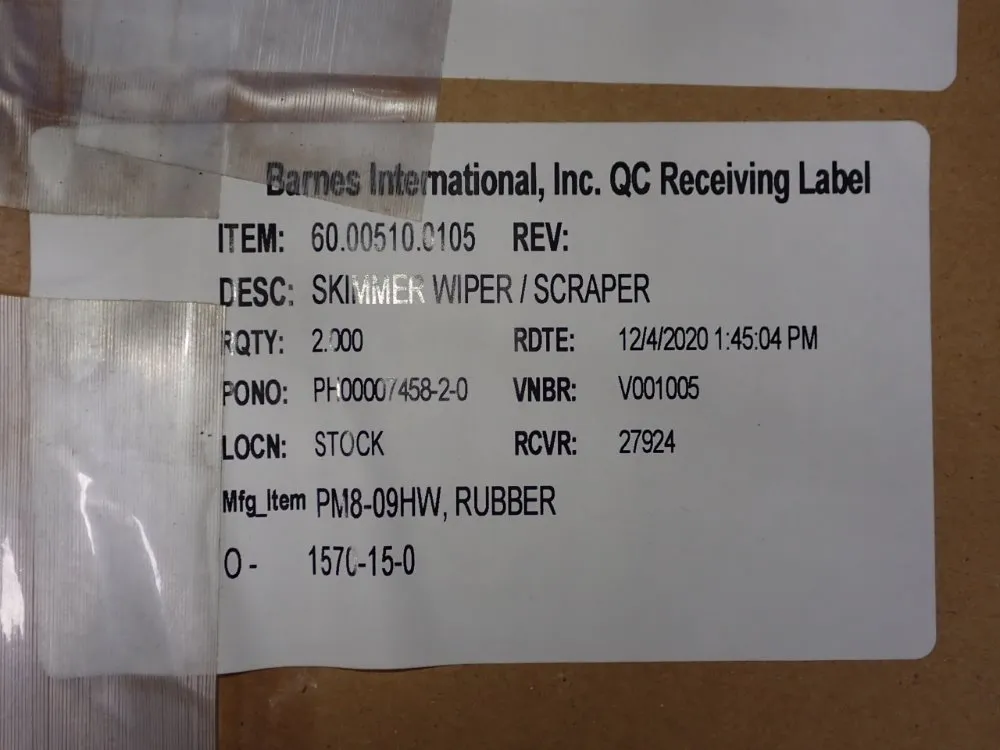 Barnes International, Inc. QC Receiving Label
ITEM: 60.00510.0105 REV:
DESC: SKIMMER WIPER / SCRAPER
RQTY: 2.000 RDTE: 12/4/2020 1:45:04 PM
PONO: PH00007458-2-0 VNBR: V001005
LOCN: STOCK RCVR: 27924
Mfg_Item PM8-09HW, RUBBER
O - 1570-15-0